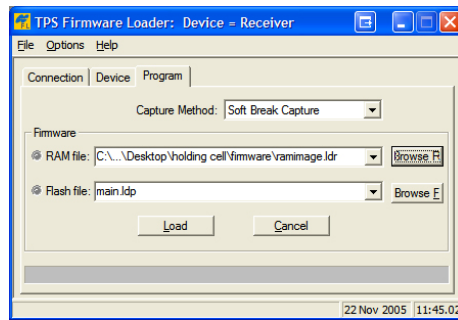 TPS Firmware Loader: Device = Receiver
File Options Help
Connection Device Program
Capture Method: Soft Break Capture
Firmware
RAM file: C:\...\Desktop\holding cell\firmware\ramimage.ldr Browse R
Flash file: main.ldp Browse F
Load Cancel
22 Nov 2005 11:45.02